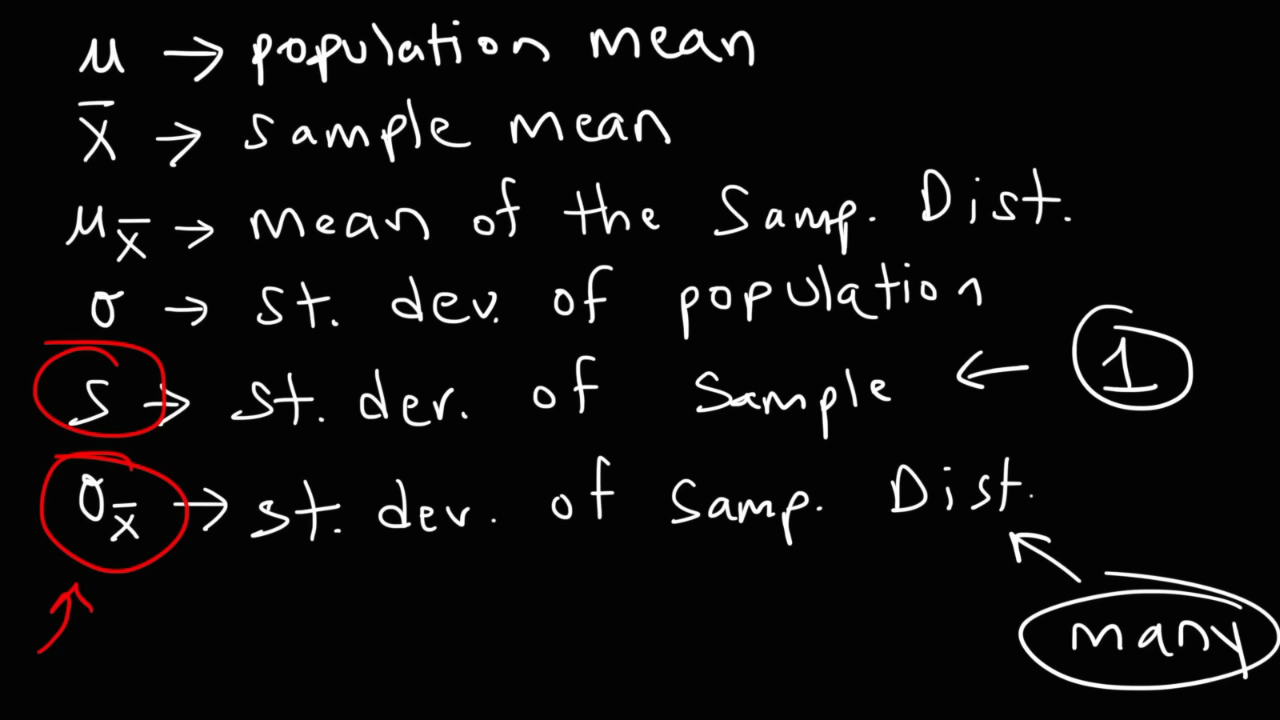 μ → population mean
x̄ → sample mean
μx̄ → mean of the Samp. Dist.
σ → st. dev. of population
s → st. dev. of Sample ← 1
σx̄ → st. dev. of Samp. Dist.
many